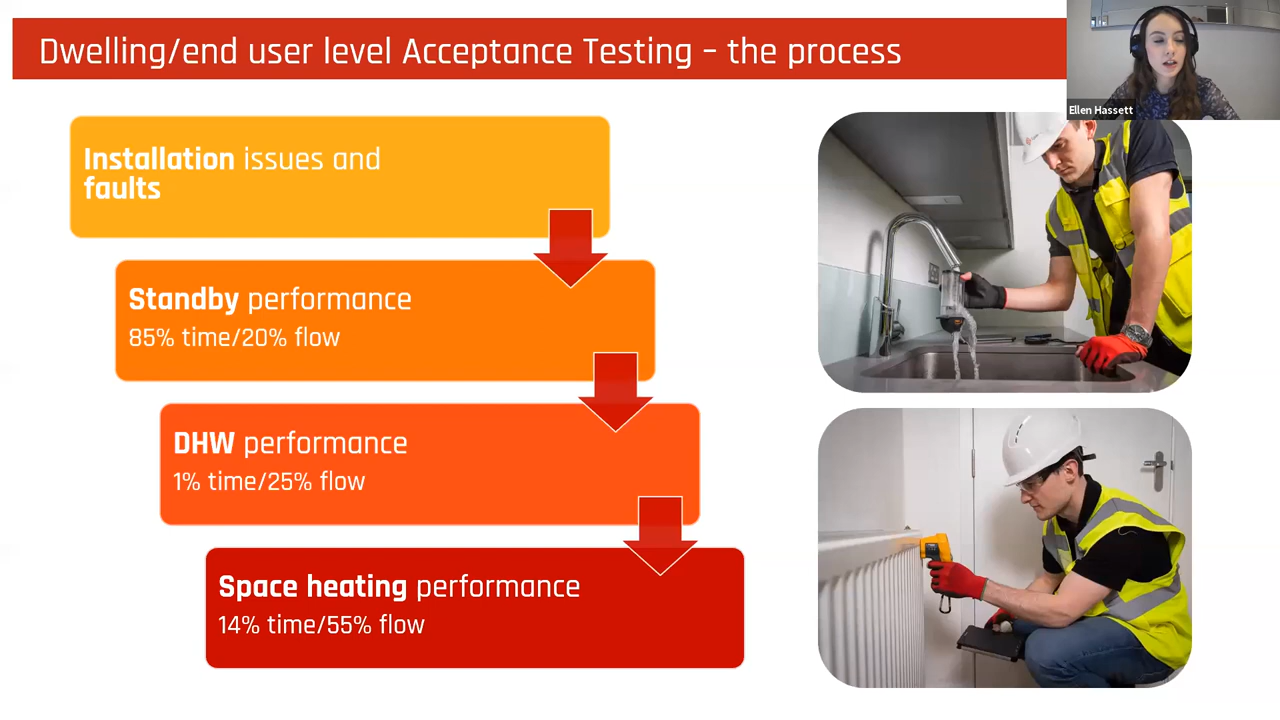 Dwelling/end user level Acceptance Testing – the process
Ellen Hassett
Installation issues and
faults
Standby performance
85% time/20% flow
DHW performance
1% time/25% flow
Space heating performance
14% time/55% flow